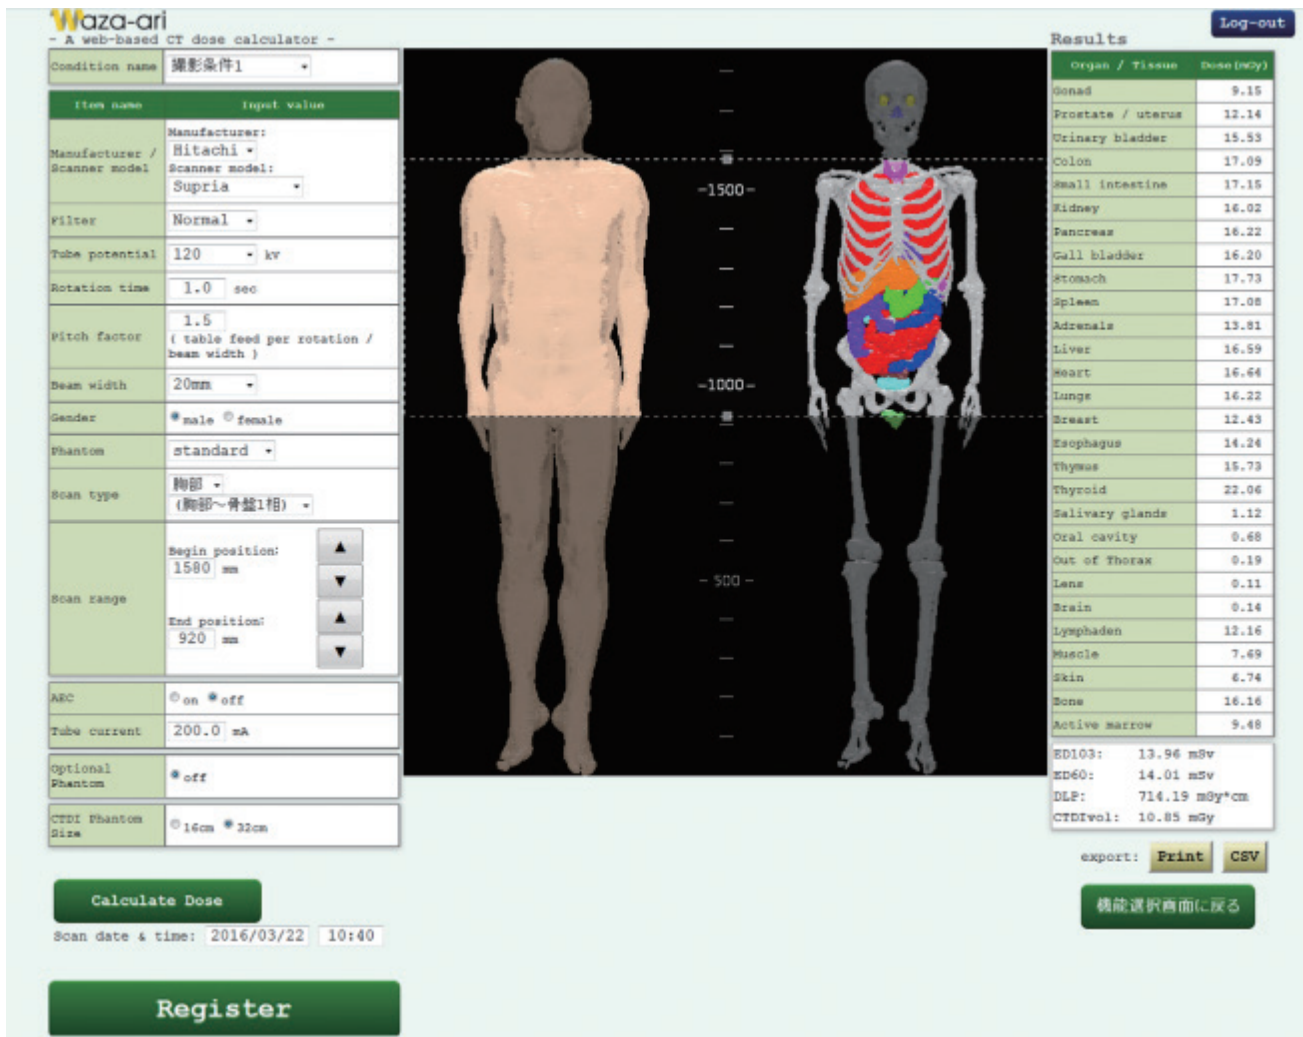 Waza-ari
- A web-based CT dose calculator -
Condition name 撮影条件1
Item name Input value
Manufacturer / Scanner model
Manufacturer:
Hitachi
Scanner model:
Supria
Filter Normal
Tube potential 120 kv
Rotation time 1.0 sec
Pitch factor 1.5
( table feed per rotation /
beam width )
Beam width 20mm
Gender male female
Phantom standard
Scan type 胸部
(胸部～骨盤1相)
Scan range
Begin position:
1580 mm
▲
▼
End position:
920 mm
▲
▼
AEC on off
Tube current 200.0 mA
Optional
Phantom off
CTDI Phantom
Size 16cm 32cm
Calculate Dose
Scan date & time: 2016/03/22 10:40
Register
-1500-
-1000-
- 500 -
Log-out
Results
Organ / Tissue Dose(mGy)
Gonad 9.15
Prostate / uterus 12.14
Urinary bladder 15.53
Colon 17.09
Small intestine 17.15
Kidney 16.02
Pancreas 16.22
Gall bladder 16.20
Stomach 17.73
Spleen 17.08
Adrenals 13.81
Liver 16.59
Heart 16.64
Lungs 16.22
Breast 12.43
Esophagus 14.24
Thymus 15.73
Thyroid 22.06
Salivary glands 1.12
Oral cavity 0.68
Out of Thorax 0.19
Lens 0.11
Brain 0.14
Lymphaden 12.16
Muscle 7.69
Skin 6.74
Bone 16.16
Active marrow 9.48
ED103: 13.96 mSv
ED60: 14.01 mSv
DLP: 714.19 mGy*cm
CTDIvol: 10.85 mGy
export: Print CSV
機能選択画面に戻る